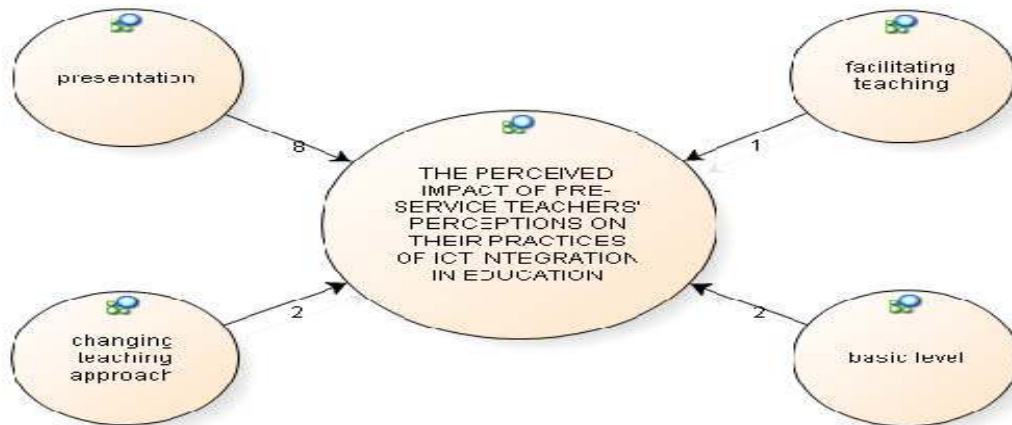 presentation
facilitating
teaching
8
1
THE PERCEIVED
IMPACT OF PRE-
SERVICE TEACHERS'
PERCEPTIONS ON
THEIR PRACTICES
OF ICT INTEGRATION
IN EDUCATION
2
2
changing
teaching
approach
basic level